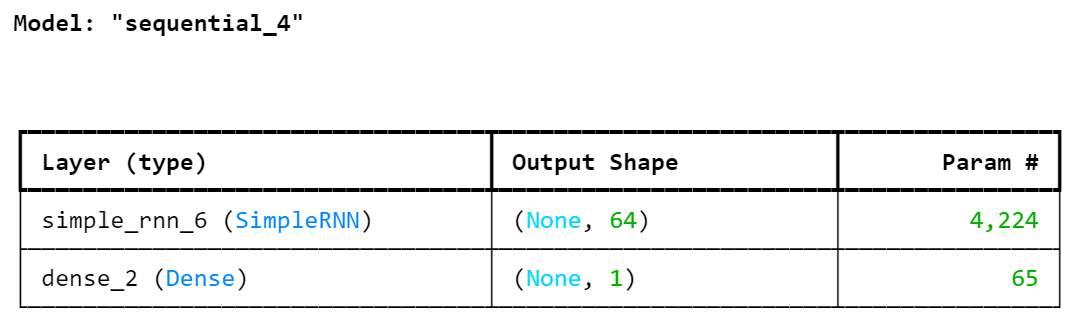 Model: "sequential_4"
Layer (type) Output Shape Param #
simple_rnn_6 (SimpleRNN) (None, 64) 4,224
dense_2 (Dense) (None, 1) 65